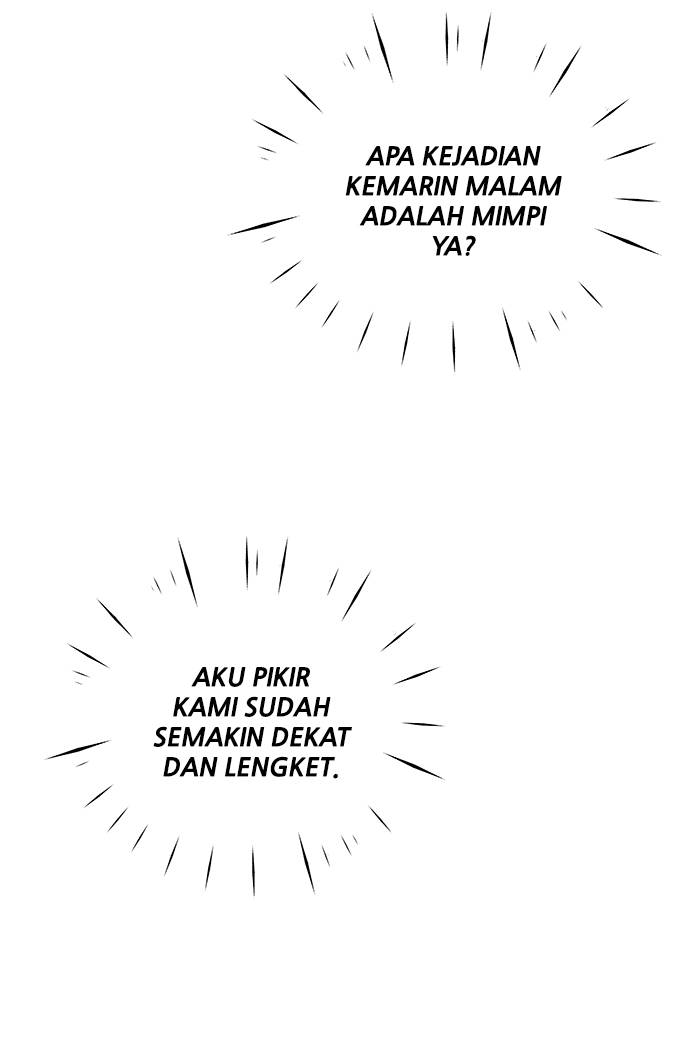 APA KEJADIAN
KEMARIN MALAM
ADALAH MIMPI
YA?
AKU PIKIR
KAMI SUDAH
SEMAKIN DEKAT
DAN LENGKET.